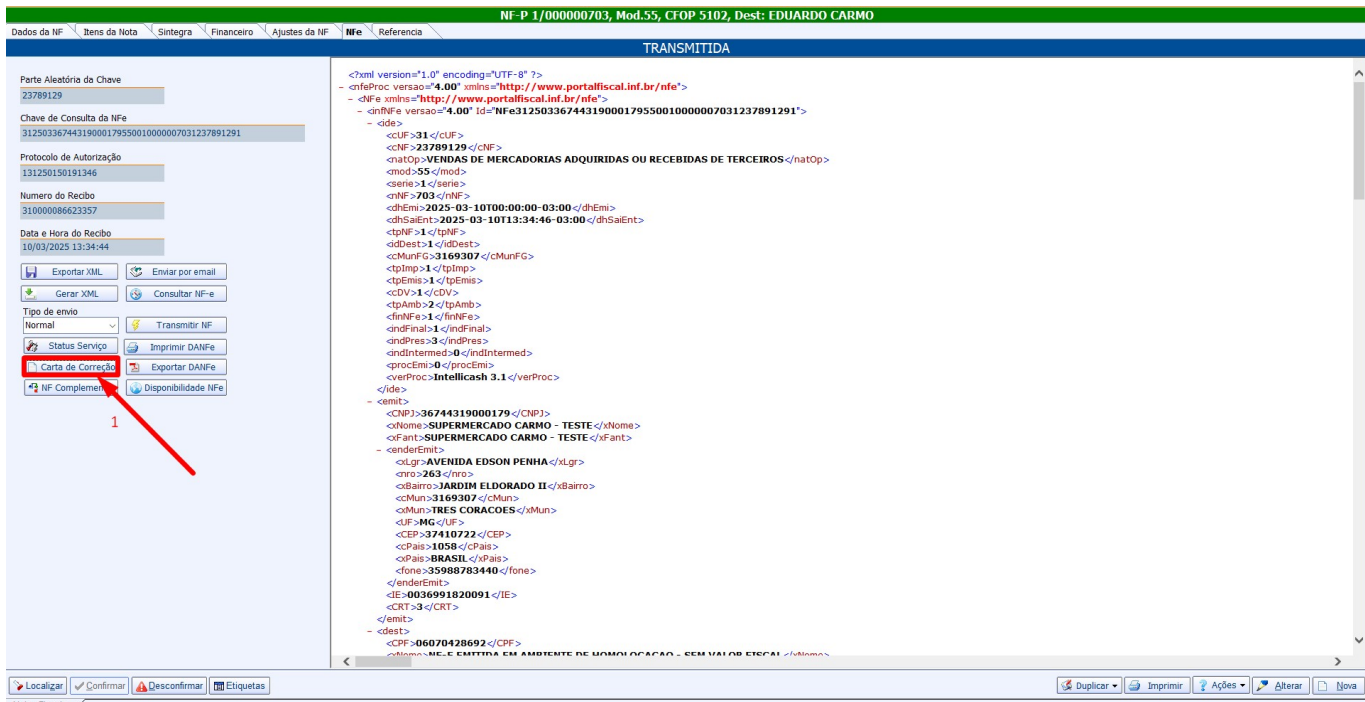 NF-P 1/000000703, Mod.55, CFOP 5102, Dest: EDUARDO CARMO
Dados da NF Itens da Nota Sintegra Financeiro Ajustes da NF NFe Referencia
TRANSMITIDA
Parte Aleatória da Chave
23789129
Chave de Consulta da NFe
31250336744319000179550010000007031237891291
Protocolo de Autorização
131250150191346
Numero do Recibo
310000086623357
Data e Hora do Recibo
10/03/2025 13:34:44
Exportar XML Enviar por email
Gerar XML Consultar NF-e
Tipo de envio
Normal Transmitir NF
Status Serviço Imprimir DANFe
Carta de Correção Exportar DANFe
NF Complemen Disponibilidade NFe
1
<?xml version="1.0" encoding="UTF-8" ?>
- <nfeProc versao="4.00" xmlns="http://www.portalfiscal.inf.br/nfe">
- <NFe xmlns="http://www.portalfiscal.inf.br/nfe">
- <infNFe versao="4.00" Id="NFe31250336744319000179550010000007031237891291">
- <ide>
<cUF>31</cUF>
<cNF>23789129</cNF>
<natOp>VENDAS DE MERCADORIAS ADQUIRIDAS OU RECEBIDAS DE TERCEIROS</natOp>
<mod>55</mod>
<serie>1</serie>
<nNF>703</nNF>
<dhEmi>2025-03-10T00:00:00-03:00</dhEmi>
<dhSaiEnt>2025-03-10T13:34:46-03:00</dhSaiEnt>
<tpNF>1</tpNF>
<idDest>1</idDest>
<cMunFG>3169307</cMunFG>
<tpImp>1</tpImp>
<tpEmis>1</tpEmis>
<cDV>1</cDV>
<tpAmb>2</tpAmb>
<finNFe>1</finNFe>
<indFinal>1</indFinal>
<indPres>3</indPres>
<indIntermed>0</indIntermed>
<procEmi>0</procEmi>
<verProc>Intellicash 3.1</verProc>
</ide>
- <emit>
<CNPJ>36744319000179</CNPJ>
<xNome>SUPERMERCADO CARMO - TESTE</xNome>
<xFant>SUPERMERCADO CARMO - TESTE</xFant>
- <enderEmit>
<xLgr>AVENIDA EDSON PENHA</xLgr>
<nro>263</nro>
<xBairro>JARDIM ELDORADO II</xBairro>
<cMun>3169307</cMun>
<xMun>TRES CORACOES</xMun>
<UF>MG</UF>
<CEP>37410722</CEP>
<cPais>1058</cPais>
<xPais>BRASIL</xPais>
<fone>35988783440</fone>
</enderEmit>
<IE>0036991820091</IE>
<CRT>3</CRT>
</emit>
- <dest>
<CPF>06070428692</CPF>
<xNome>NF-E EMITIDA EM AMBIENTE DE HOMOLOGACAO - SEM VALOR FISCAL</xNome>
Localizar Confirmar Desconfirmar Etiquetas Duplicar Imprimir Ações Alterar Nova